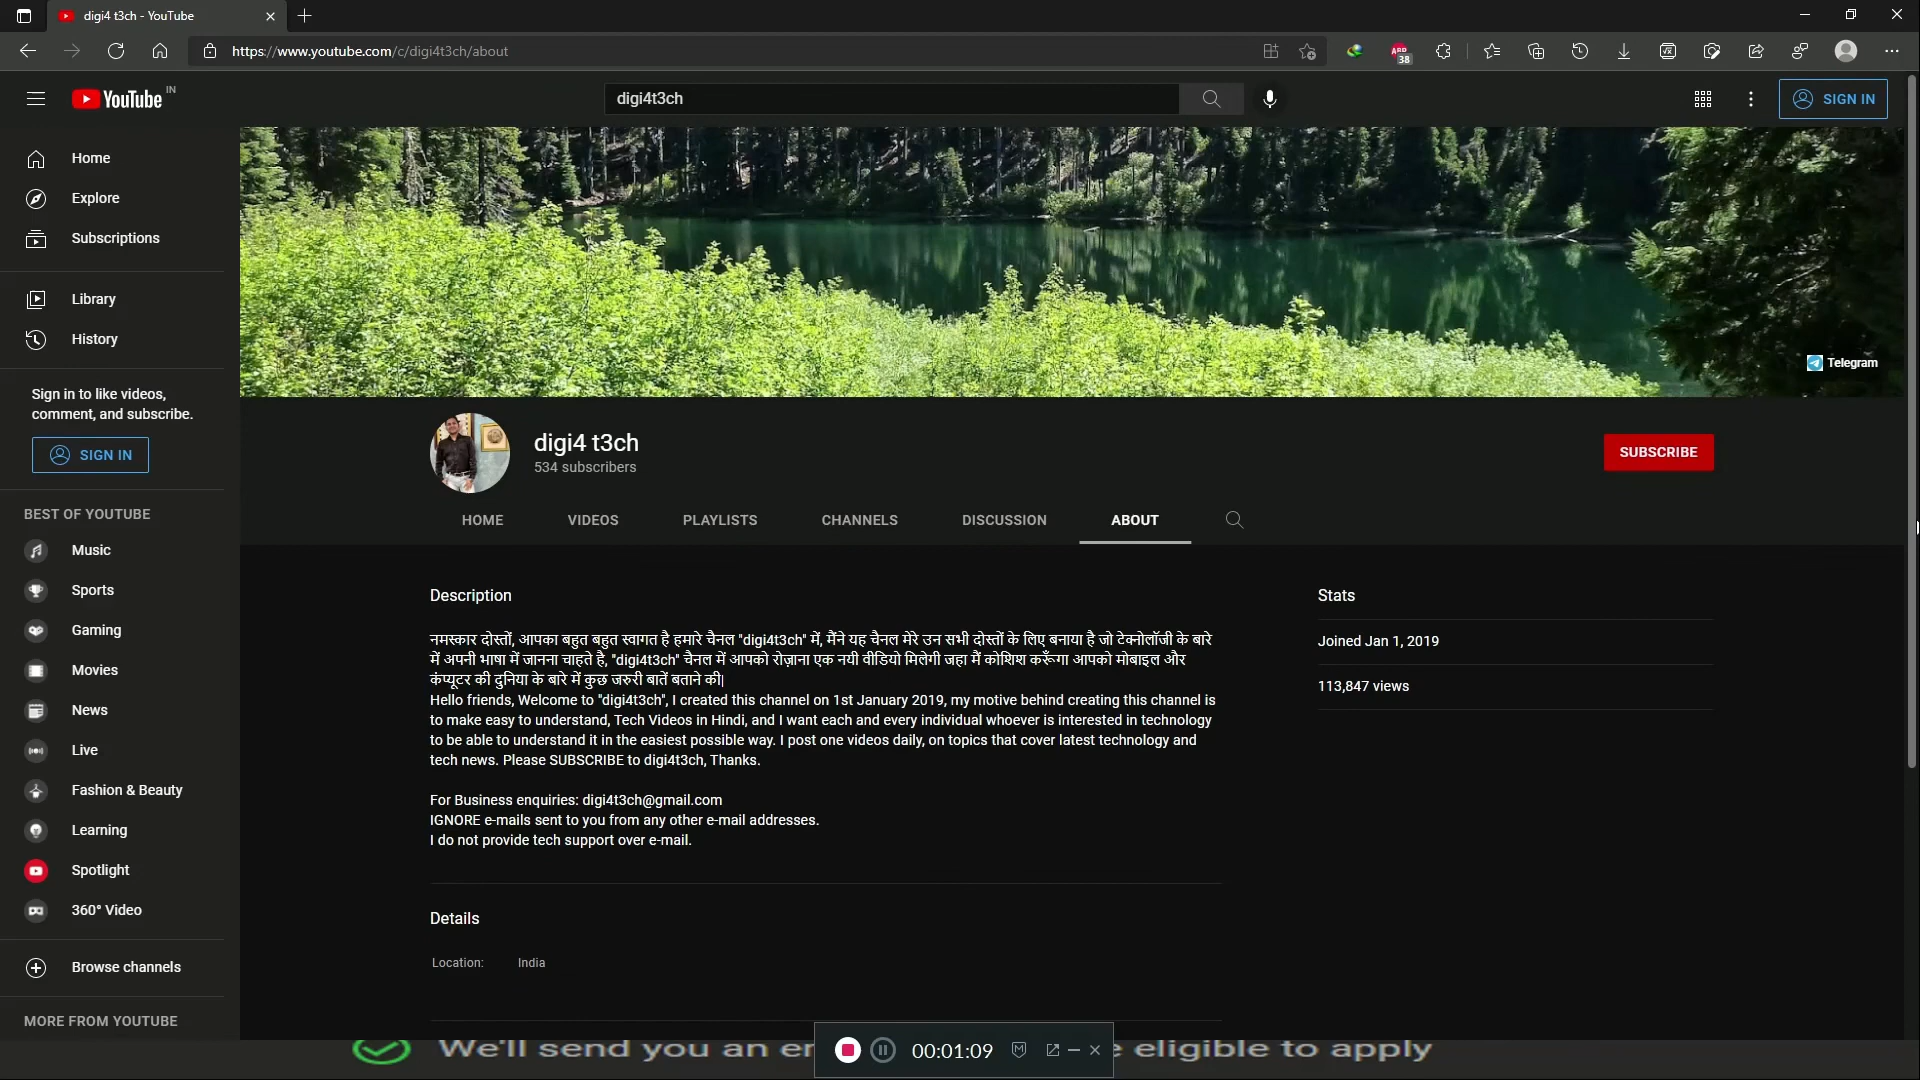 digi4 t3ch - YouTube
https://www.youtube.com/c/digi4t3ch/about
ABP
38
YouTube IN
digi4t3ch
SIGN IN
Home
Explore
Subscriptions
Library
History
Sign in to like videos,
comment, and subscribe.
SIGN IN
BEST OF YOUTUBE
Music
Sports
Gaming
Movies
News
Live
Fashion & Beauty
Learning
Spotlight
360° Video
Browse channels
MORE FROM YOUTUBE
Telegram
digi4 t3ch
534 subscribers
SUBSCRIBE
HOME VIDEOS PLAYLISTS CHANNELS DISCUSSION ABOUT
Description
नमस्कार दोस्तों, आपका बहुत बहुत स्वागत है हमारे चैनल "digi4t3ch" में, मैंने यह चैनल मेरे उन सभी दोस्तों के लिए बनाया है जो टेक्नोलॉजी के बारे
में अपनी भाषा में जानना चाहते है, "digi4t3ch" चैनल में आपको रोज़ाना एक नयी वीडियो मिलेगी जहा मैं कोशिश करूँगा आपको मोबाइल और
कंप्यूटर की दुनिया के बारे में कुछ जरुरी बातें बताने की|
Hello friends, Welcome to "digi4t3ch", I created this channel on 1st January 2019, my motive behind creating this channel is
to make easy to understand, Tech Videos in Hindi, and I want each and every individual whoever is interested in technology
to be able to understand it in the easiest possible way. I post one videos daily, on topics that cover latest technology and
tech news. Please SUBSCRIBE to digi4t3ch, Thanks.
For Business enquiries: digi4t3ch@gmail.com
IGNORE e-mails sent to you from any other e-mail addresses.
I do not provide tech support over e-mail.
Details
Location: India
Stats
Joined Jan 1, 2019
113,847 views
We'll send you an
eligible to apply
00:01:09